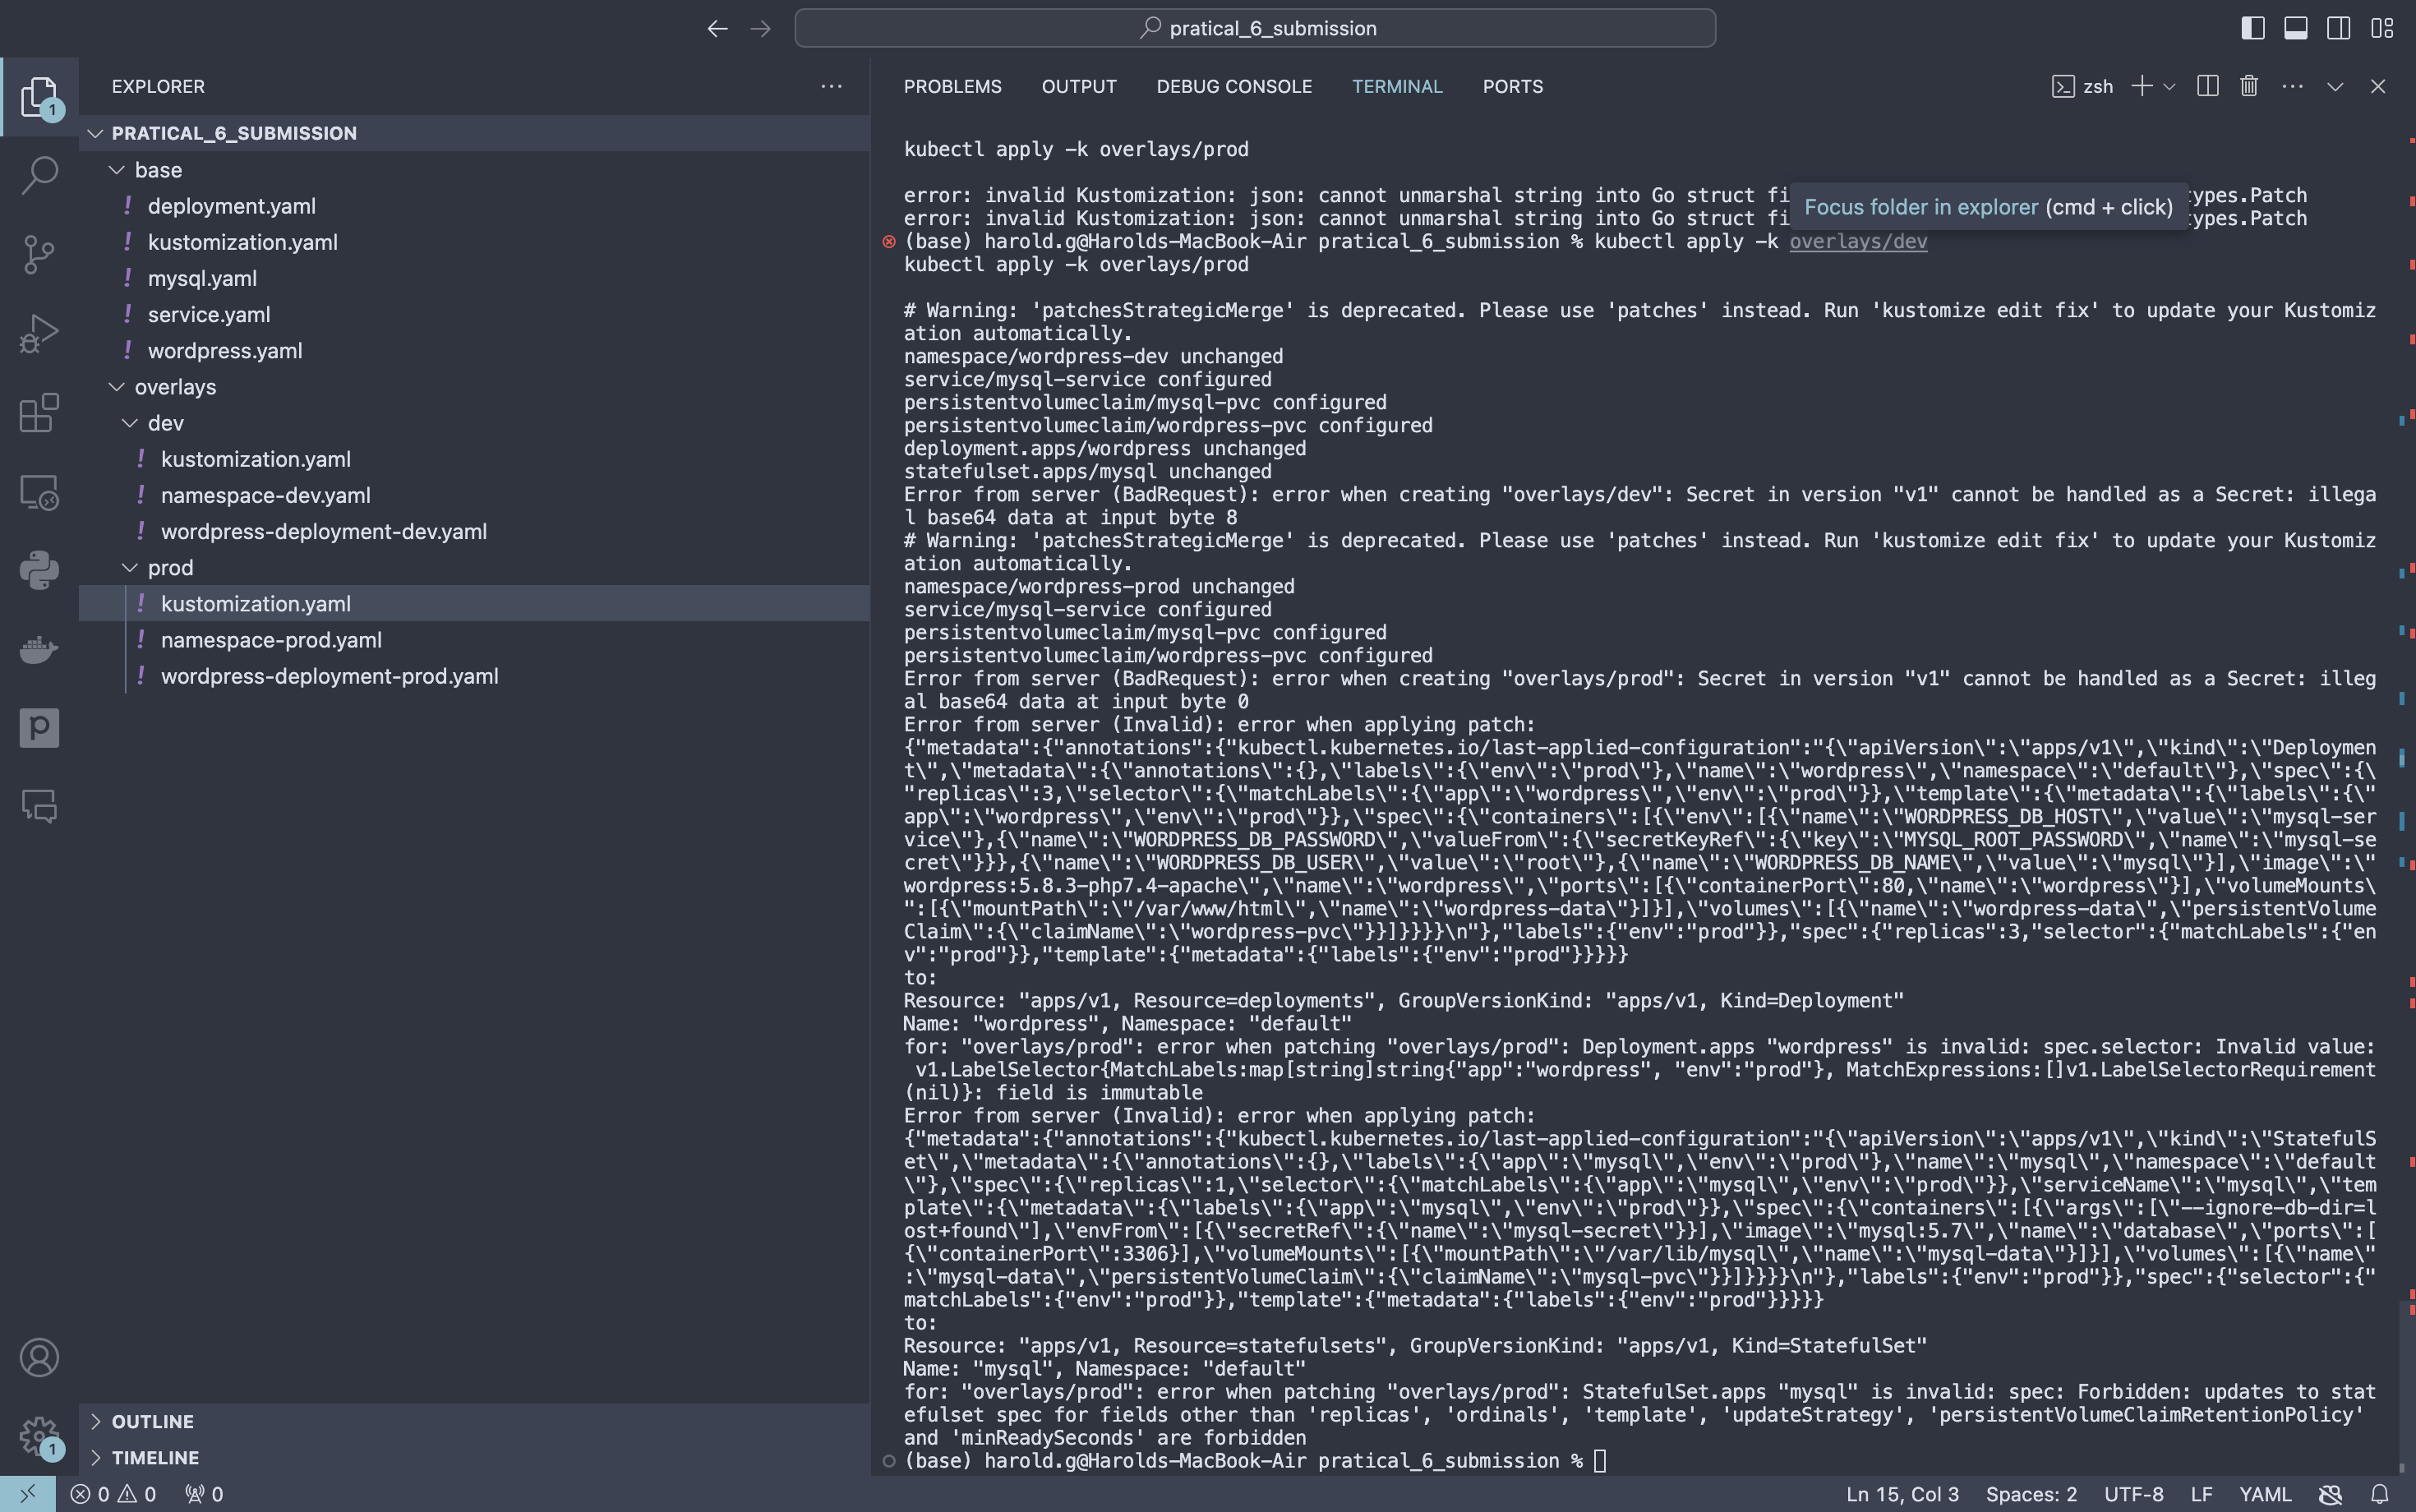 pratical_6_submission
EXPLORER
PRATICAL_6_SUBMISSION
base
deployment.yaml
kustomization.yaml
mysql.yaml
service.yaml
wordpress.yaml
overlays
dev
kustomization.yaml
namespace-dev.yaml
wordpress-deployment-dev.yaml
prod
kustomization.yaml
namespace-prod.yaml
wordpress-deployment-prod.yaml
OUTLINE
TIMELINE
1
1
PROBLEMS OUTPUT DEBUG CONSOLE TERMINAL PORTS
zsh
kubectl apply -k overlays/prod
error: invalid Kustomization: json: cannot unmarshal string into Go struct fi types.Patch
error: invalid Kustomization: json: cannot unmarshal string into Go struct fi types.Patch
Focus folder in explorer (cmd + click)
(base) harold.g@Harolds-MacBook-Air pratical_6_submission % kubectl apply -k overlays/dev
kubectl apply -k overlays/prod
# Warning: 'patchesStrategicMerge' is deprecated. Please use 'patches' instead. Run 'kustomize edit fix' to update your Kustomiz
ation automatically.
namespace/wordpress-dev unchanged
service/mysql-service configured
persistentvolumeclaim/mysql-pvc configured
persistentvolumeclaim/wordpress-pvc configured
deployment.apps/wordpress unchanged
statefulset.apps/mysql unchanged
Error from server (BadRequest): error when creating "overlays/dev": Secret in version "v1" cannot be handled as a Secret: illega
l base64 data at input byte 8
# Warning: 'patchesStrategicMerge' is deprecated. Please use 'patches' instead. Run 'kustomize edit fix' to update your Kustomiz
ation automatically.
namespace/wordpress-prod unchanged
service/mysql-service configured
persistentvolumeclaim/mysql-pvc configured
persistentvolumeclaim/wordpress-pvc configured
Error from server (BadRequest): error when creating "overlays/prod": Secret in version "v1" cannot be handled as a Secret: illeg
al base64 data at input byte 0
Error from server (Invalid): error when applying patch:
{"metadata":{"annotations":{"kubectl.kubernetes.io/last-applied-configuration":"{\"apiVersion\":\"apps/v1\",\"kind\":\"Deploymen
t\",\"metadata\":{\"annotations\":{},\"labels\":{\"env\":\"prod\"},\"name\":\"wordpress\",\"namespace\":\"default\"},\"spec\":{\
"replicas\":3,\"selector\":{\"matchLabels\":{\"app\":\"wordpress\",\"env\":\"prod\"}},\"template\":{\"metadata\":{\"labels\":{\"
app\":\"wordpress\",\"env\":\"prod\"}},\"spec\":{\"containers\":[{\"env\":[{\"name\":\"WORDPRESS_DB_HOST\",\"value\":\"mysql-ser
vice\"},{\"name\":\"WORDPRESS_DB_PASSWORD\",\"valueFrom\":{\"secretKeyRef\":{\"key\":\"MYSQL_ROOT_PASSWORD\",\"name\":\"mysql-se
cret\"}}},{\"name\":\"WORDPRESS_DB_USER\",\"value\":\"root\"},{\"name\":\"WORDPRESS_DB_NAME\",\"value\":\"mysql\"}],\"image\":\"
wordpress:5.8.3-php7.4-apache\",\"name\":\"wordpress\",\"ports\":[{\"containerPort\":80,\"name\":\"wordpress\"}],\"volumeMounts\
":[{\"mountPath\":\"/var/www/html\",\"name\":\"wordpress-data\"}]}],\"volumes\":[{\"name\":\"wordpress-data\",\"persistentVolume
Claim\":{\"claimName\":\"wordpress-pvc\"}}]}}}}\n"},"labels":{"env":"prod"}},"spec":{"replicas":3,"selector":{"matchLabels":{"en
v":"prod"}},"template":{"metadata":{"labels":{"env":"prod"}}}}}
to:
Resource: "apps/v1, Resource=deployments", GroupVersionKind: "apps/v1, Kind=Deployment"
Name: "wordpress", Namespace: "default"
for: "overlays/prod": error when patching "overlays/prod": Deployment.apps "wordpress" is invalid: spec.selector: Invalid value:
v1.LabelSelector{MatchLabels:map[string]string{"app":"wordpress", "env":"prod"}, MatchExpressions:[]v1.LabelSelectorRequirement
(nil)}: field is immutable
Error from server (Invalid): error when applying patch:
{"metadata":{"annotations":{"kubectl.kubernetes.io/last-applied-configuration":"{\"apiVersion\":\"apps/v1\",\"kind\":\"StatefulS
et\",\"metadata\":{\"annotations\":{},\"labels\":{\"app\":\"mysql\",\"env\":\"prod\"},\"name\":\"mysql\",\"namespace\":\"default
\"},\"spec\":{\"replicas\":1,\"selector\":{\"matchLabels\":{\"app\":\"mysql\",\"env\":\"prod\"}},\"serviceName\":\"mysql\",\"tem
plate\":{\"metadata\":{\"labels\":{\"app\":\"mysql\",\"env\":\"prod\"}},\"spec\":{\"containers\":[{\"args\":[\"--ignore-db-dir=l
ost+found\"],\"envFrom\":[{\"secretRef\":{\"name\":\"mysql-secret\"}}],\"image\":\"mysql:5.7\",\"name\":\"database\",\"ports\":[
{\"containerPort\":3306}],\"volumeMounts\":[{\"mountPath\":\"/var/lib/mysql\",\"name\":\"mysql-data\"}]}],\"volumes\":[{\"name\"
:\"mysql-data\",\"persistentVolumeClaim\":{\"claimName\":\"mysql-pvc\"}}]}}}}\n"},"labels":{"env":"prod"}},"spec":{"selector":{"
matchLabels":{"env":"prod"}},"template":{"metadata":{"labels":{"env":"prod"}}}}}
to:
Resource: "apps/v1, Resource=statefulsets", GroupVersionKind: "apps/v1, Kind=StatefulSet"
Name: "mysql", Namespace: "default"
for: "overlays/prod": error when patching "overlays/prod": StatefulSet.apps "mysql" is invalid: spec: Forbidden: updates to stat
efulset spec for fields other than 'replicas', 'ordinals', 'template', 'updateStrategy', 'persistentVolumeClaimRetentionPolicy'
and 'minReadySeconds' are forbidden
(base) harold.g@Harolds-MacBook-Air pratical_6_submission %
0 0 0
Ln 15, Col 3 Spaces: 2 UTF-8 LF YAML